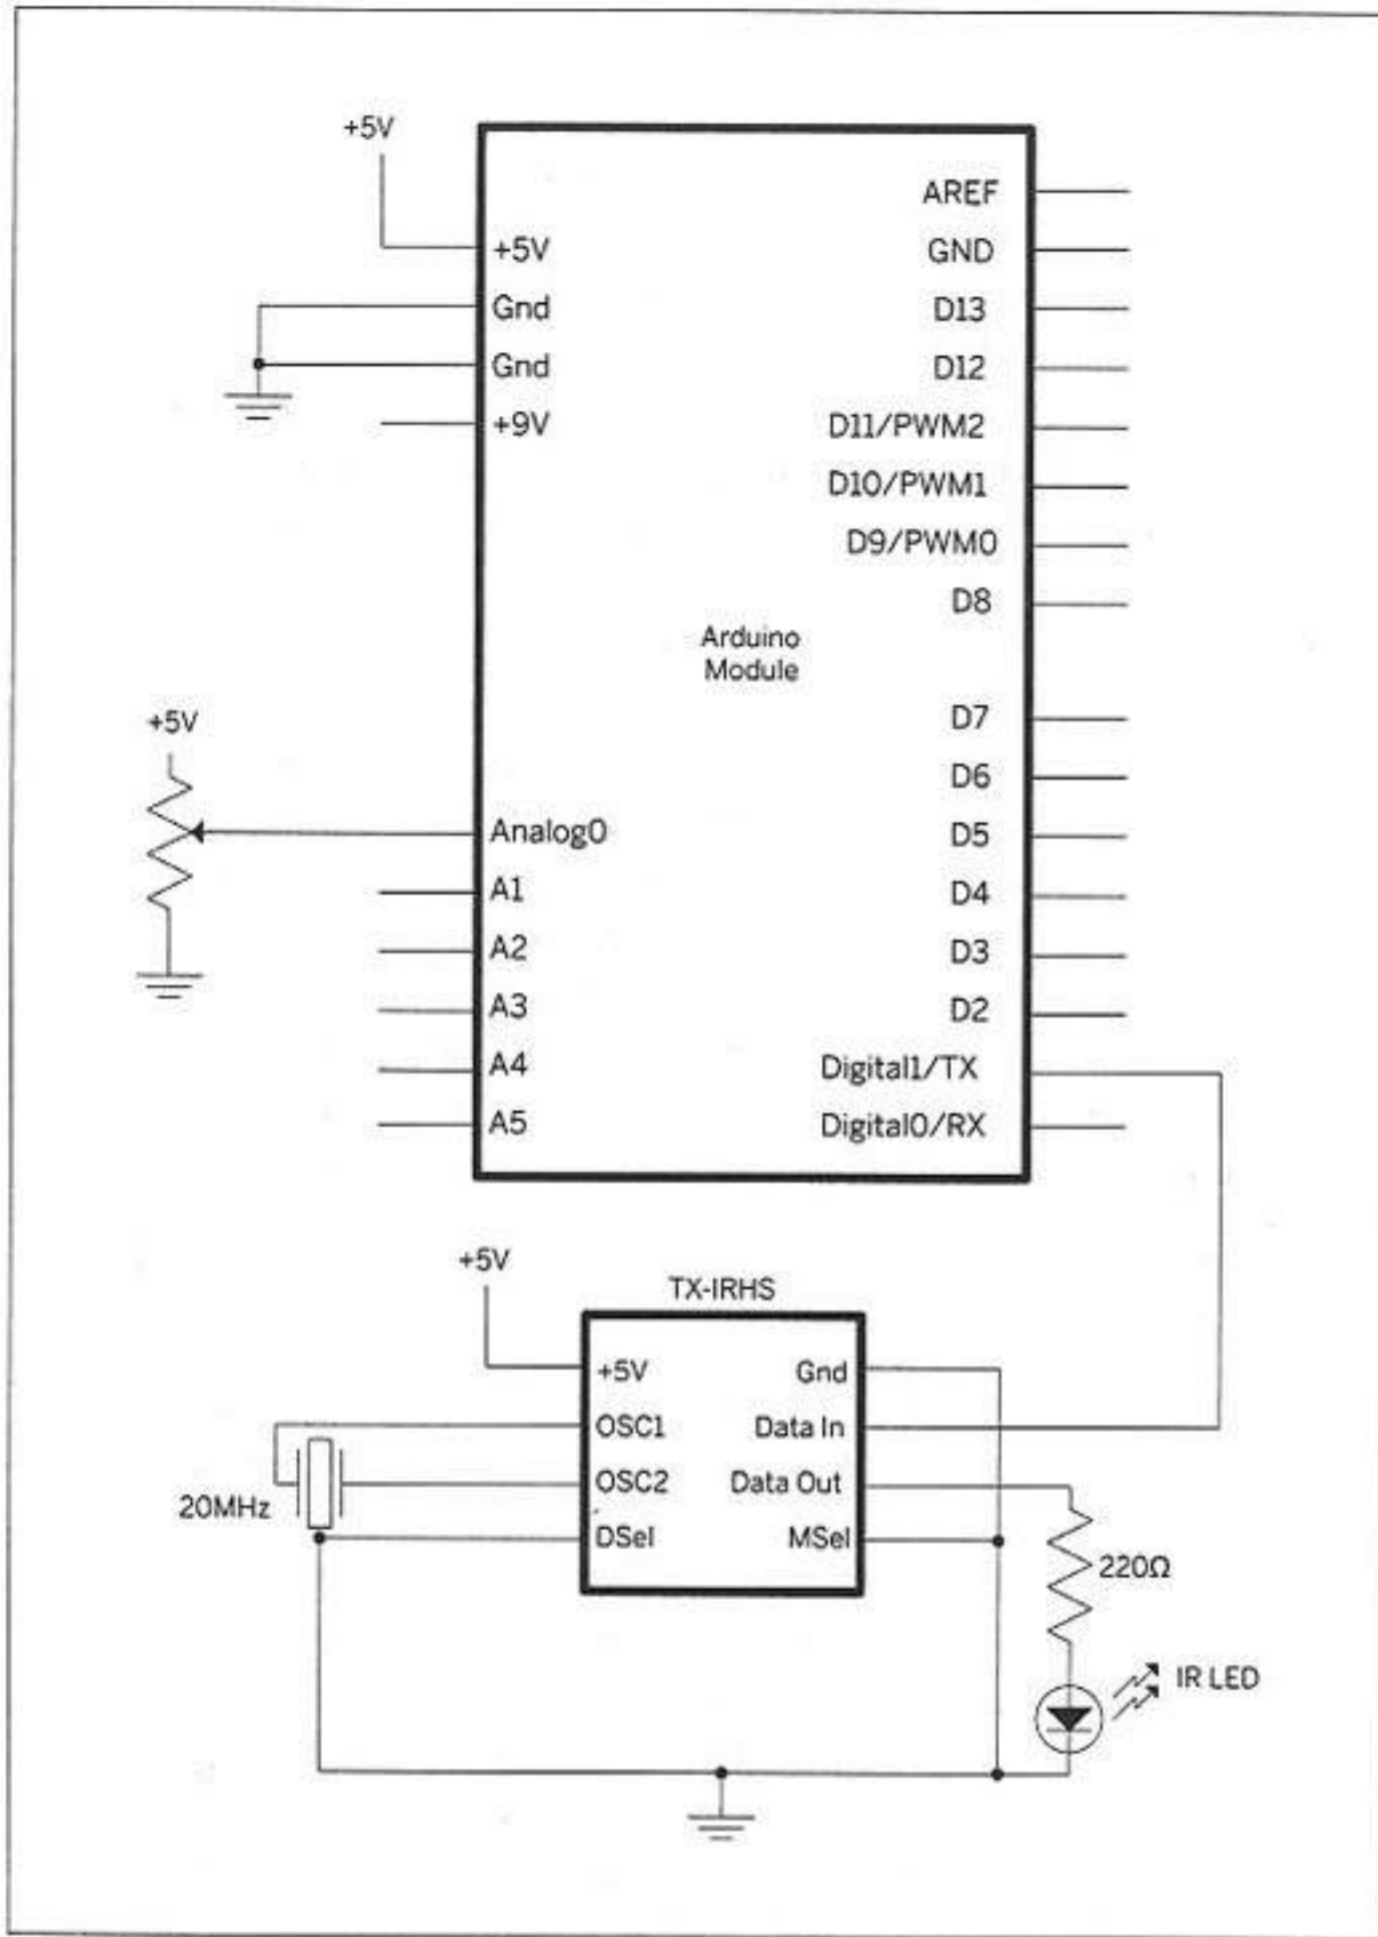 +5V
+5V
Gnd
Gnd
+9V
Analog0
A1
A2
A3
A4
A5
AREF
GND
D13
D12
D11/PWM2
D10/PWM1
D9/PWM0
D8
D7
D6
D5
D4
D3
D2
Digital1/TX
Digital0/RX
Arduino
Module
+5V
+5V
TX-IRHS
+5V
OSC1
OSC2
DSel
Gnd
Data In
Data Out
MSel
20MHz
220Ω
IR LED